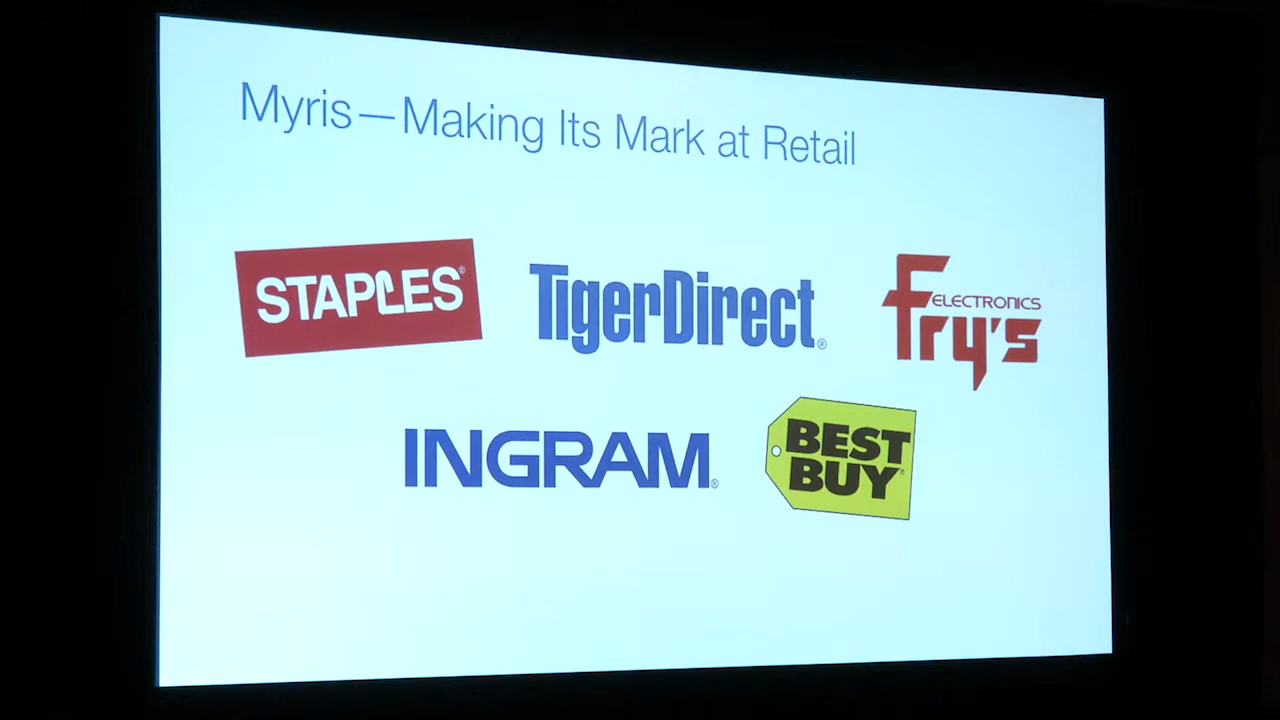 Myris—Making Its Mark at Retail
STAPLES®
TigerDirect®
Fry's ELECTRONICS
INGRAM®
BEST
BUY®